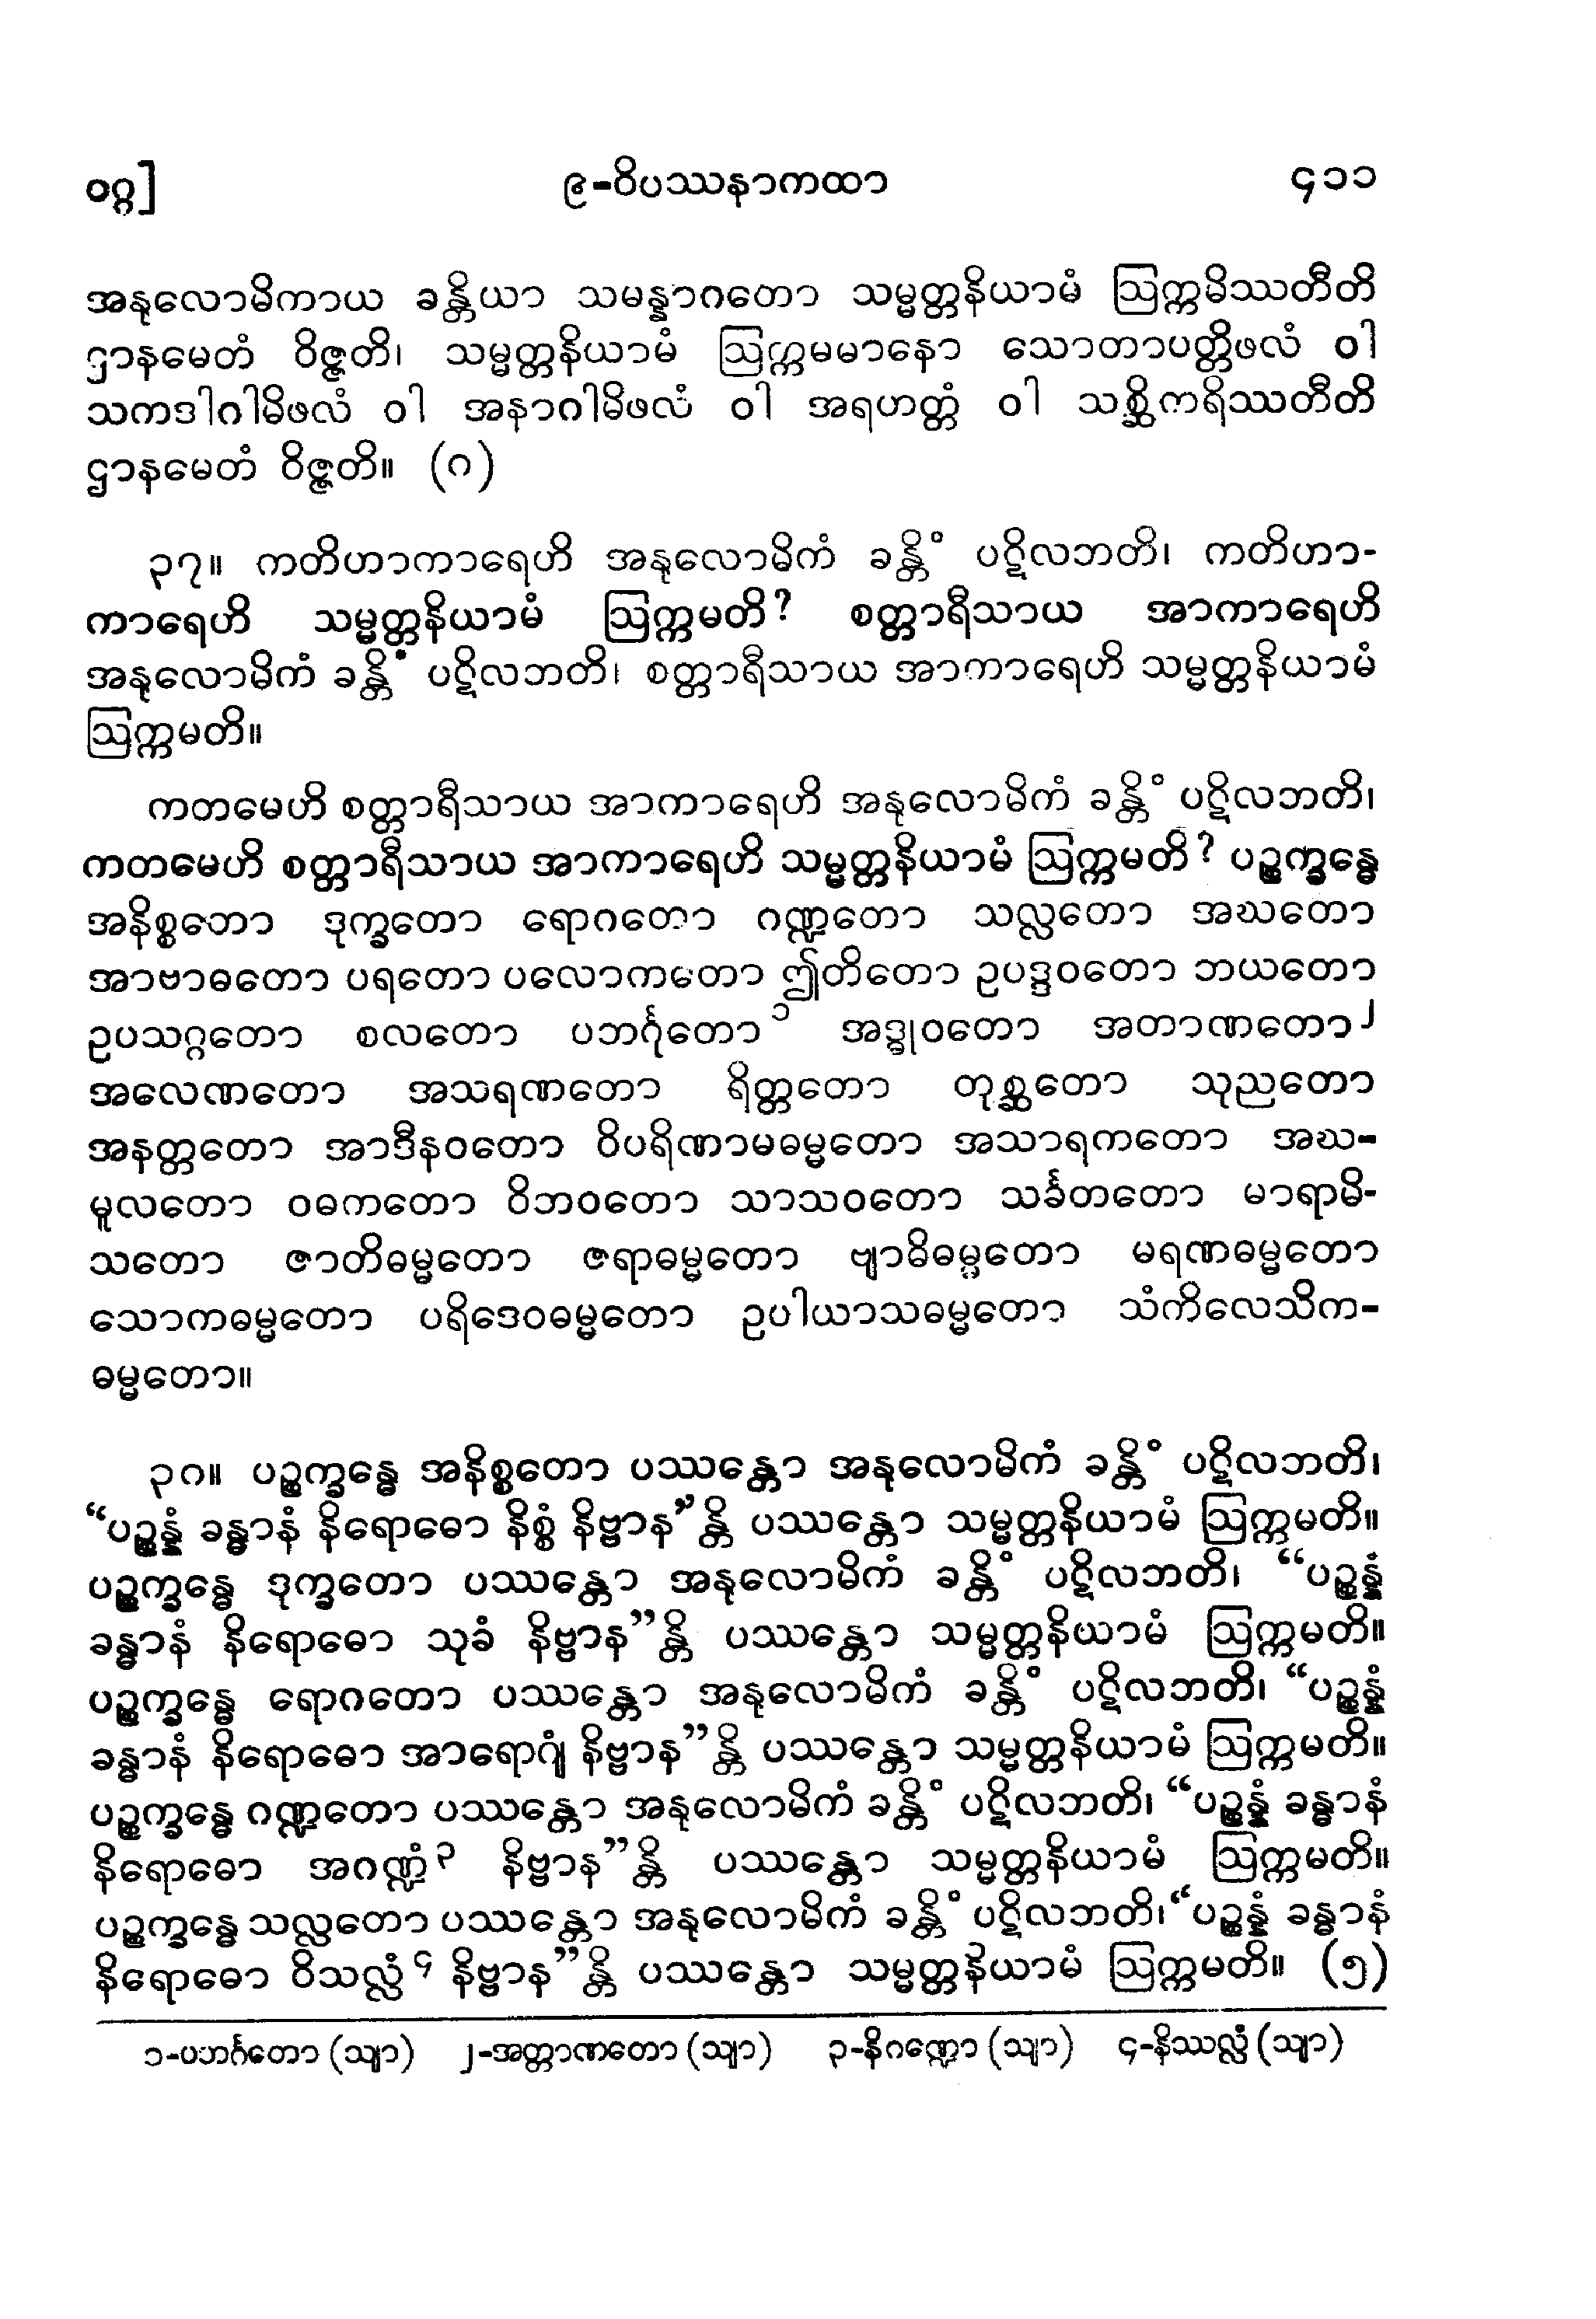 ဝဂ္ဂ]
၉-ဝိပဿနာကထာ
၄၁၁
အနုလောမိကာယ ခန္တိယာ သမန္နာဂတော သမ္မတ္တနိယာမံ ဩက္ကမိဿတီတိ
ဌာနမေတံ ဝိဇ္ဇတိ၊ သမ္မတ္တနိယာမံ ဩက္ကမမာနော သောတာပတ္တိဖလံ ဝါ
သကဒါဂါမိဖလံ ဝါ အနာဂါမိဖလံ ဝါ အရဟတ္တံ ဝါ သစ္ဆိကရိဿတီတိ
ဌာနမေတံ ဝိဇ္ဇတိ။ (ဂ)
၃၇။ ကတိဟာကာရေဟိ အနုလောမိကံ ခန္တိံ ပဋိလဘတိ၊ ကတိဟာ-
ကာရေဟိ သမ္မတ္တနိယာမံ ဩက္ကမတိ? စတ္တာရီသာယ အာကာရေဟိ
အနုလောမိကံ ခန္တိံ ပဋိလဘတိ၊ စတ္တာရီသာယ အာကာရေဟိ သမ္မတ္တနိယာမံ
ဩက္ကမတိ။
ကတမေဟိ စတ္တာရီသာယ အာကာရေဟိ အနုလောမိကံ ခန္တိံ ပဋိလဘတိ၊
ကတမေဟိ စတ္တာရီသာယ အာကာရေဟိ သမ္မတ္တနိယာမံ ဩက္ကမတိ? ပဉ္စက္ခန္ဓေ
အနိစ္စတော ဒုက္ခတော ရောဂတော ဂဏ္ဍတော သလ္လတော အဃတော
အာဗာဓတော ပရတော ပလောကတော ဤတိတော ဥပဒ္ဒဝတော ဘယတော
ဥပသဂ္ဂတော စလတော ပဘင်္ဂုတော၁ အဒ္ဓုဝတော အတာဏတော၂
အလေဏတော အသရဏတော ရိတ္တတော တုစ္ဆတော သုညတော
အနတ္တတော အာဒီနဝတော ဝိပရိဏာမဓမ္မတော အသာရကတော အဃ-
မူလတော ဝဓကတော ဝိဘဝတော သာသဝတော သင်္ခတတော မာရာမိ-
သတော ဇာတိဓမ္မတော ဇရာဓမ္မတော ဗျာဓိဓမ္မတော မရဏဓမ္မတော
သောကဓမ္မတော ပရိဒေဝဓမ္မတော ဥပါယာသဓမ္မတော သံကိလေသိက-
ဓမ္မတော။
၃၈။ ပဉ္စက္ခန္ဓေ အနိစ္စတော ပဿန္တော အနုလောမိကံ ခန္တိံ ပဋိလဘတိ၊
“ပဉ္စန္နံ ခန္ဓာနံ နိရောဓော နိစ္စံ နိဗ္ဗာန”န္တိ ပဿန္တော သမ္မတ္တနိယာမံ ဩက္ကမတိ။
ပဉ္စက္ခန္ဓေ ဒုက္ခတော ပဿန္တော အနုလောမိကံ ခန္တိံ ပဋိလဘတိ၊ “ပဉ္စန္နံ
ခန္ဓာနံ နိရောဓော သုခံ နိဗ္ဗာန”န္တိ ပဿန္တော သမ္မတ္တနိယာမံ ဩက္ကမတိ။
ပဉ္စက္ခန္ဓေ ရောဂတော ပဿန္တော အနုလောမိကံ ခန္တိံ ပဋိလဘတိ၊ “ပဉ္စန္နံ
ခန္ဓာနံ နိရောဓော အာရောဂျံ နိဗ္ဗာန”န္တိ ပဿန္တော သမ္မတ္တနိယာမံ ဩက္ကမတိ။
ပဉ္စက္ခန္ဓေ ဂဏ္ဍတော ပဿန္တော အနုလောမိကံ ခန္တိံ ပဋိလဘတိ၊ “ပဉ္စန္နံ ခန္ဓာနံ
နိရောဓော အဂဏ္ဍံ၃ နိဗ္ဗာန”န္တိ ပဿန္တော သမ္မတ္တနိယာမံ ဩက္ကမတိ။
ပဉ္စက္ခန္ဓေ သလ္လတော ပဿန္တော အနုလောမိကံ ခန္တိံ ပဋိလဘတိ၊ “ပဉ္စန္နံ ခန္ဓာနံ
နိရောဓော ဝိသလ္လံ၄ နိဗ္ဗာန”န္တိ ပဿန္တော သမ္မတ္တနိယာမံ ဩက္ကမတိ။ (၅)
၁-ပဘင်္ဂတော (သျာ) ၂-အတ္တာဏတော (သျာ) ၃-နိဂဏ္ဍော (သျာ) ၄-နိဿလ္လံ (သျာ)